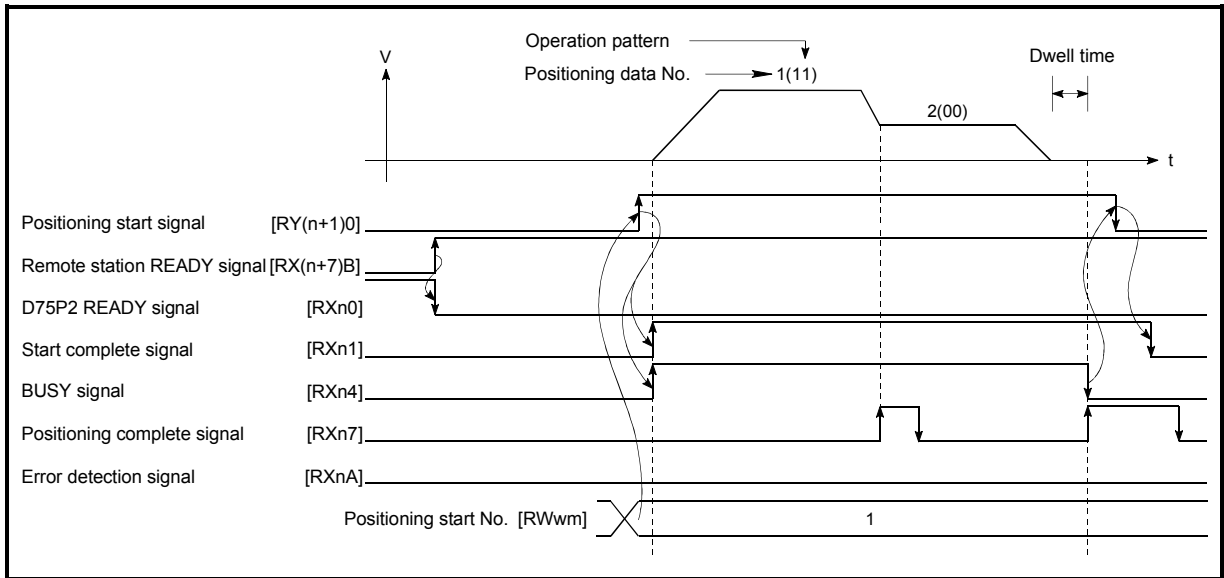 Operation pattern
V
Dwell time
Positioning data No.
1(11)
2(00)
t
Positioning start signal [RY(n+1)0]
Remote station READY signal [RX(n+7)B]
D75P2 READY signal [RXn0]
Start complete signal [RXn1]
BUSY signal [RXn4]
Positioning complete signal [RXn7]
Error detection signal [RXnA]
Positioning start No. [RWwm] 1